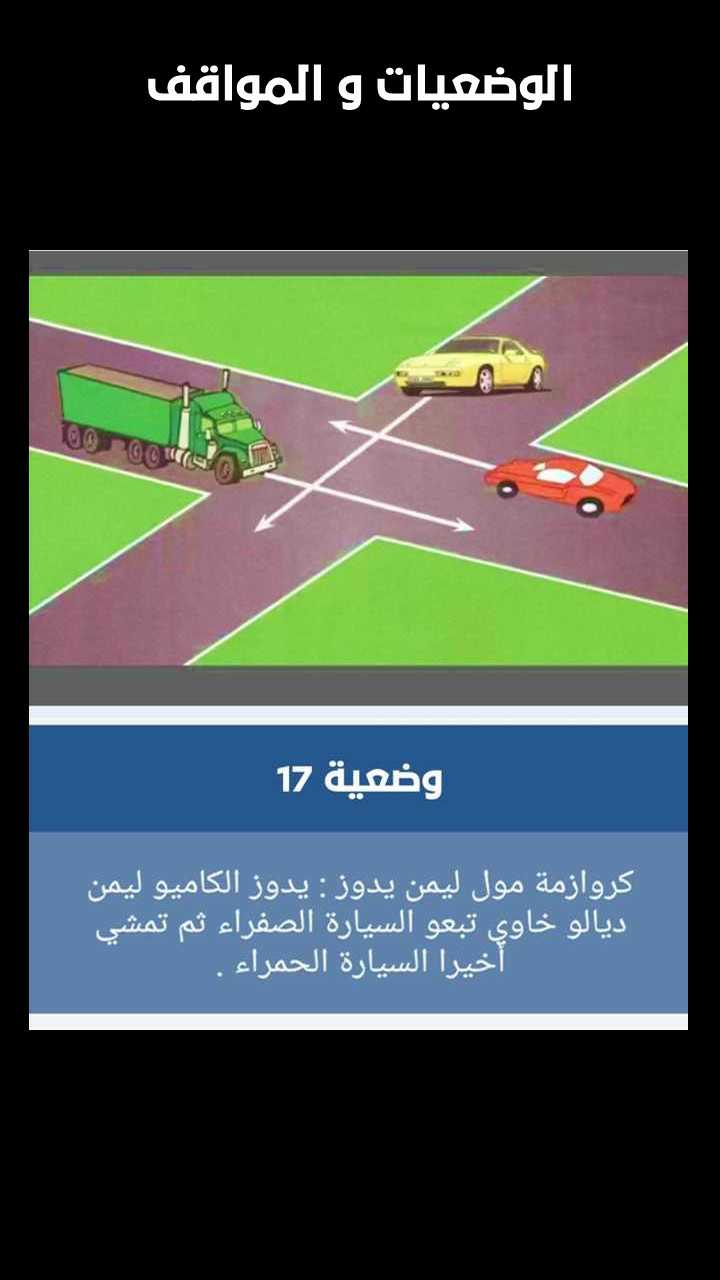 الوضعيات و المواقف
وضعية 17
كروازمة مول ليمن يدوز : يدوز الكاميو ليمن
ديالو خاوي تبعو السيارة الصفراء ثم تمشي
أخيرا السيارة الحمراء .